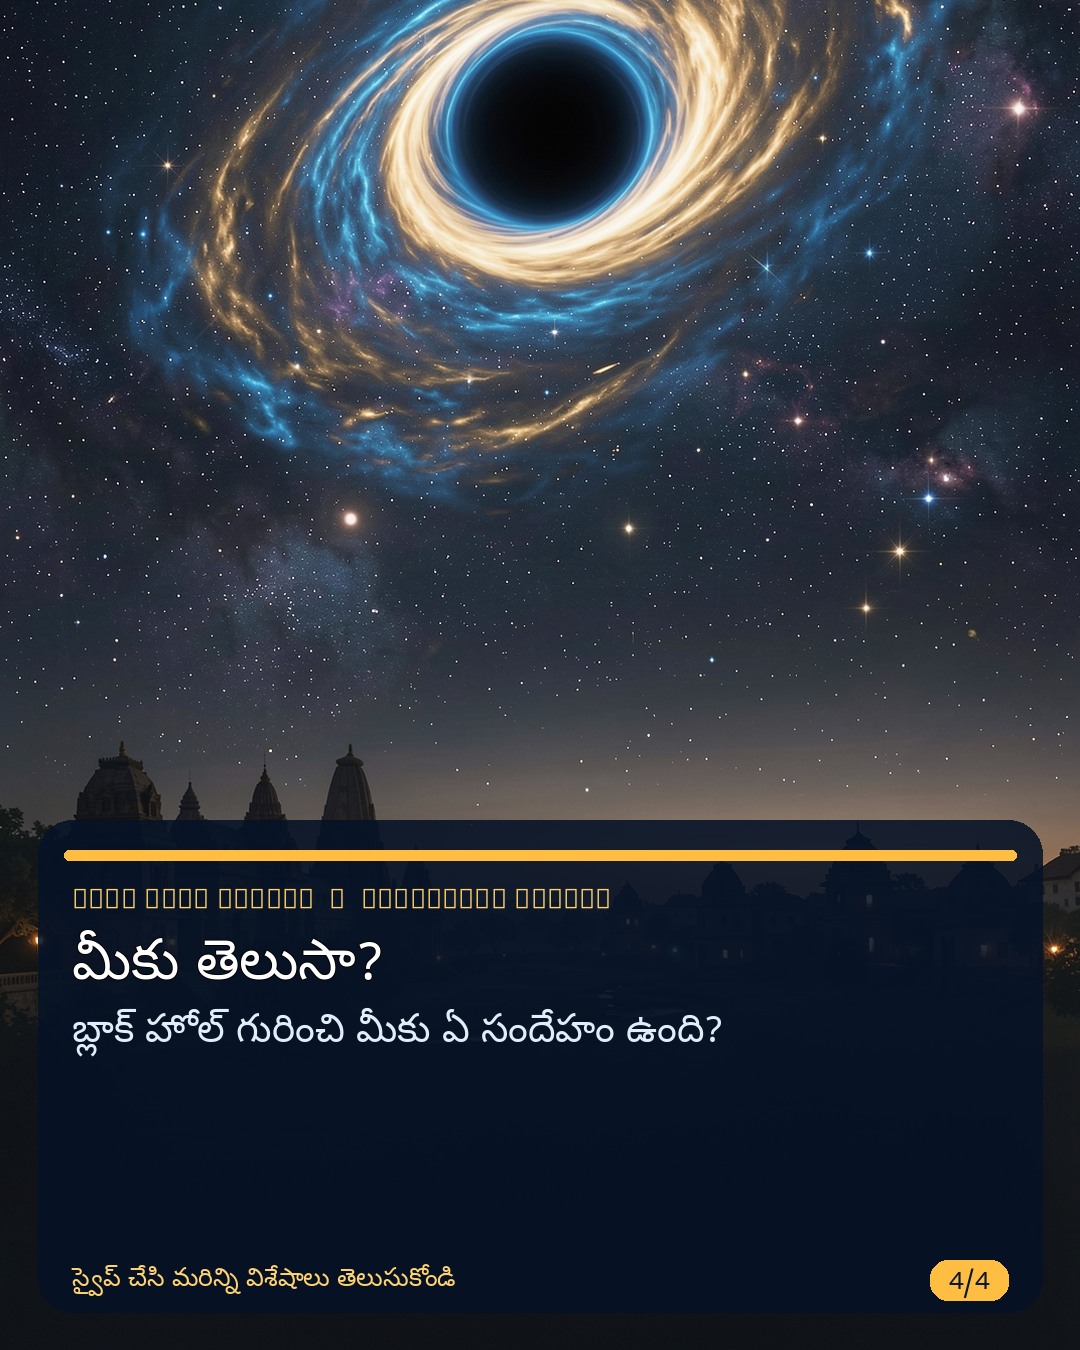 మీకు తెలుసా?
బ్లాక్ హోల్ గురించి మీకు ఏ సందేహం ఉంది?
స్వైప్ చేసి మరిన్ని విశేషాలు తెలుసుకోండి
4/4